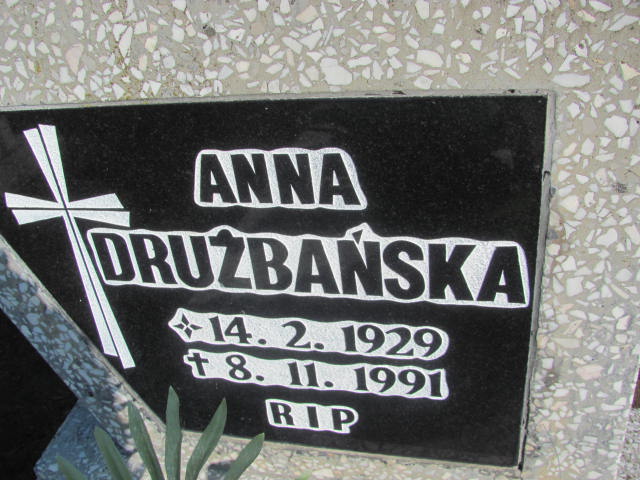 ANNA
DRUŻBAŃSKA
14. 2. 1929
† 8. 11. 1991
RIP